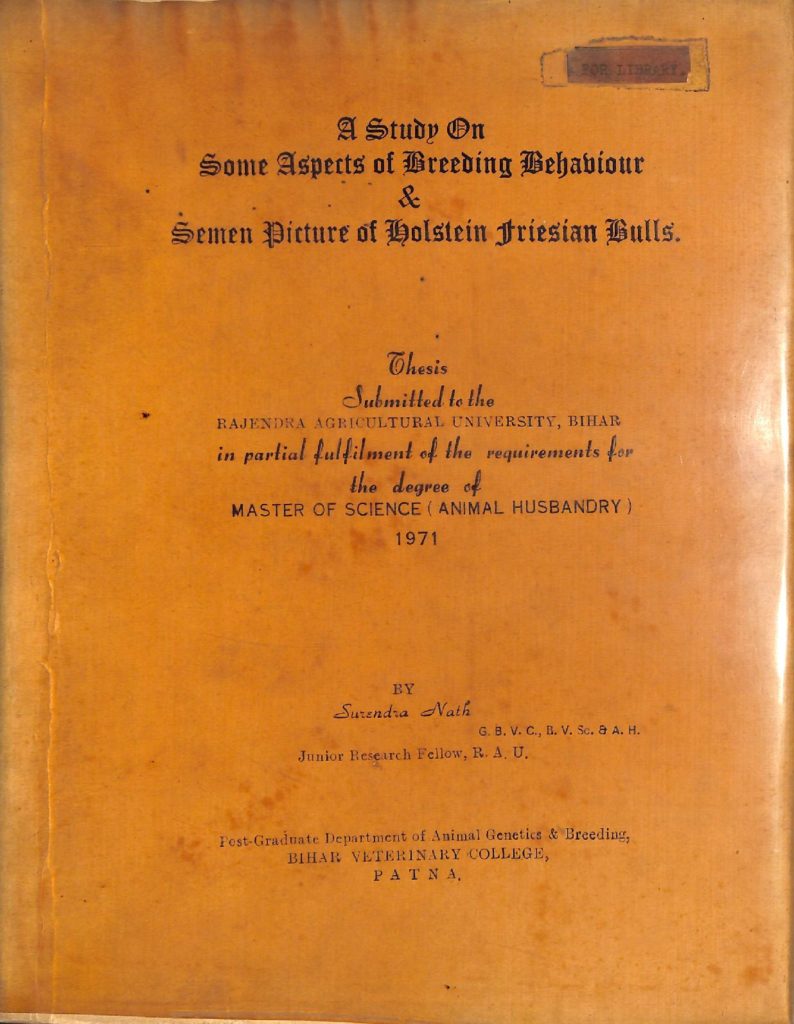 FOR LIBRARY.
A Study On
Some Aspects of Breeding Behaviour
&
Semen Picture of Holstein Friesian Bulls.
Thesis
Submitted to the
RAJENDRA AGRICULTURAL UNIVERSITY, BIHAR
in partial fulfilment of the requirements for
the degree of
MASTER OF SCIENCE ( ANIMAL HUSBANDRY )
1971
BY
Surendra Nath
G. B. V. C., B. V. Sc. & A. H.
Junior Research Fellow, R. A. U.
Post-Graduate Department of Animal Genetics & Breeding,
BIHAR VETERINARY COLLEGE,
P A T N A.